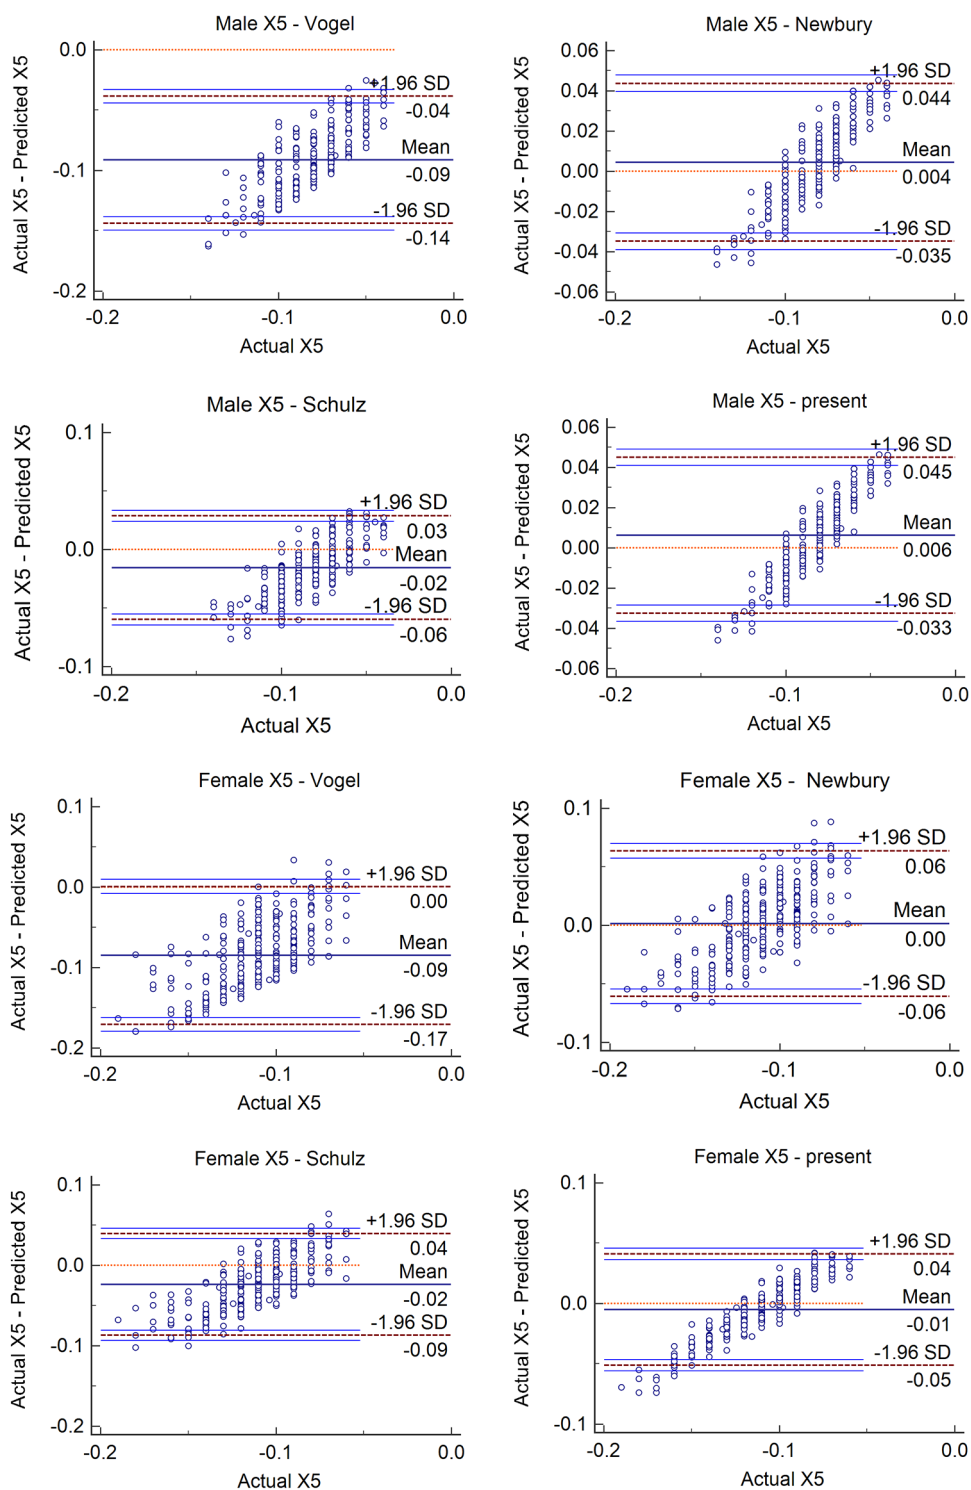 Male X5 - Vogel
Actual X5 - Predicted X5
0.0
-0.1
-0.2
+1.96 SD
-0.04
Mean
-0.09
-1.96 SD
-0.14
-0.2
-0.1
0.0
Actual X5
Male X5 - Newbury
Actual X5 - Predicted X5
0.06
0.04
0.02
0.00
-0.02
-0.04
-0.06
+1.96 SD
0.044
Mean
0.004
-1.96 SD
-0.035
-0.2
-0.1
0.0
Actual X5
Male X5 - Schulz
Actual X5 - Predicted X5
0.1
0.0
-0.1
+1.96 SD
0.03
Mean
-0.02
-1.96 SD
-0.06
-0.2
-0.1
0.0
Actual X5
Male X5 - present
Actual X5 - Predicted X5
0.06
0.04
0.02
0.00
-0.02
-0.04
-0.06
+1.96 SD
0.045
Mean
0.006
-1.96 SD
-0.033
-0.2
-0.1
0.0
Actual X5
Female X5 - Vogel
Actual X5 - Predicted X5
0.1
0.0
-0.1
-0.2
+1.96 SD
0.00
Mean
-0.09
-1.96 SD
-0.17
-0.2
-0.1
0.0
Actual X5
Female X5 - Newbury
Actual X5 - Predicted X5
0.1
0.0
-0.1
+1.96 SD
0.06
Mean
0.00
-1.96 SD
-0.06
-0.2
-0.1
0.0
Actual X5
Female X5 - Schulz
Actual X5 - Predicted X5
0.1
0.0
-0.1
-0.2
+1.96 SD
0.04
Mean
-0.02
-1.96 SD
-0.09
-0.2
-0.1
0.0
Actual X5
Female X5 - present
Actual X5 - Predicted X5
0.1
0.0
-0.1
+1.96 SD
0.04
Mean
-0.01
-1.96 SD
-0.05
-0.2
-0.1
0.0
Actual X5